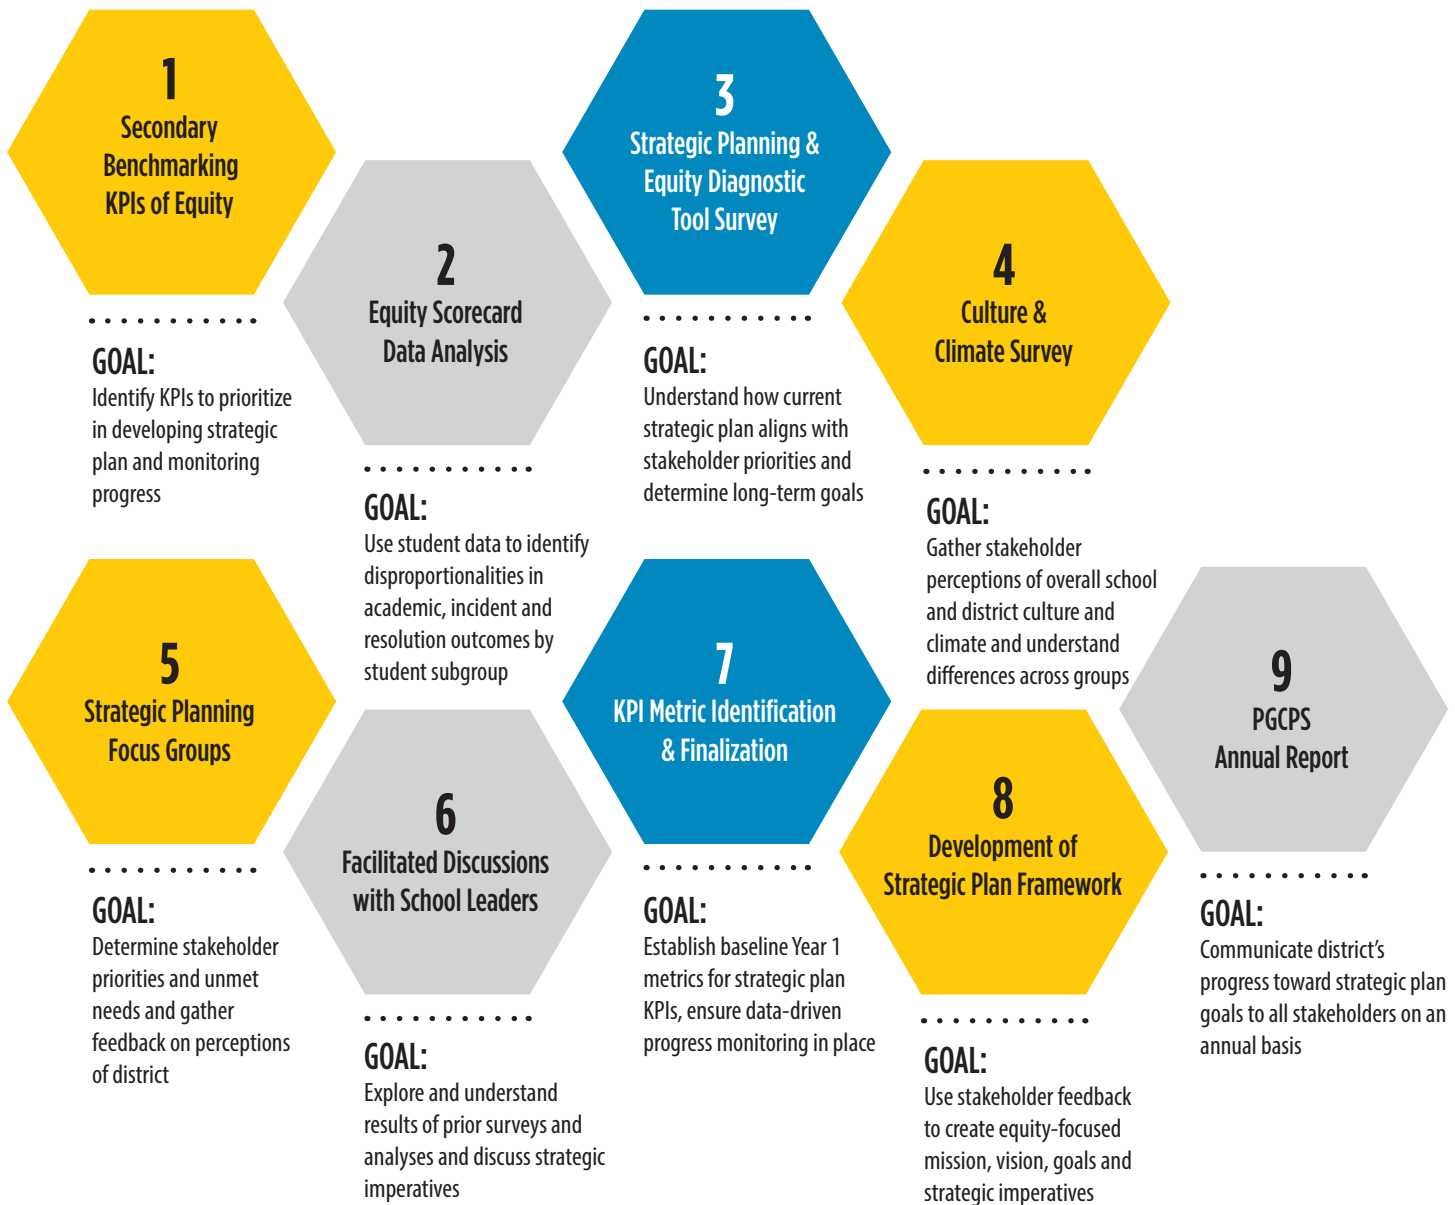 1
Secondary
Benchmarking
KPIs of Equity
GOAL:
Identify KPIs to prioritize
in developing strategic
plan and monitoring
progress
2
Equity Scorecard
Data Analysis
GOAL:
Use student data to identify
disproportionalities in
academic, incident and
resolution outcomes by
student subgroup
3
Strategic Planning &
Equity Diagnostic
Tool Survey
GOAL:
Understand how current
strategic plan aligns with
stakeholder priorities and
determine long-term goals
4
Culture &
Climate Survey
GOAL:
Gather stakeholder
perceptions of overall school
and district culture and
climate and understand
differences across groups
5
Strategic Planning
Focus Groups
GOAL:
Determine stakeholder
priorities and unmet
needs and gather
feedback on perceptions
of district
6
Facilitated Discussions
with School Leaders
GOAL:
Explore and understand
results of prior surveys and
analyses and discuss strategic
imperatives
7
KPI Metric Identification
& Finalization
GOAL:
Establish baseline Year 1
metrics for strategic plan
KPIs, ensure data-driven
progress monitoring in place
8
Development of
Strategic Plan Framework
GOAL:
Use stakeholder feedback
to create equity-focused
mission, vision, goals and
strategic imperatives
9
PGCPS
Annual Report
GOAL:
Communicate district’s
progress toward strategic plan
goals to all stakeholders on an
annual basis